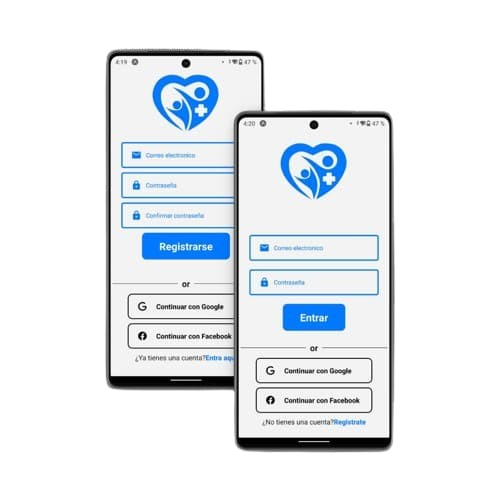 4:19
47 %
Correo electronico
Contraseña
Confirmar contraseña
Registrarse
or
Continuar con Google
Continuar con Facebook
¿Ya tienes una cuenta?Entra aqu
4:20
47 %
Correo electronico
Contraseña
Entrar
or
Continuar con Google
Continuar con Facebook
¿No tienes una cuenta?Registrate